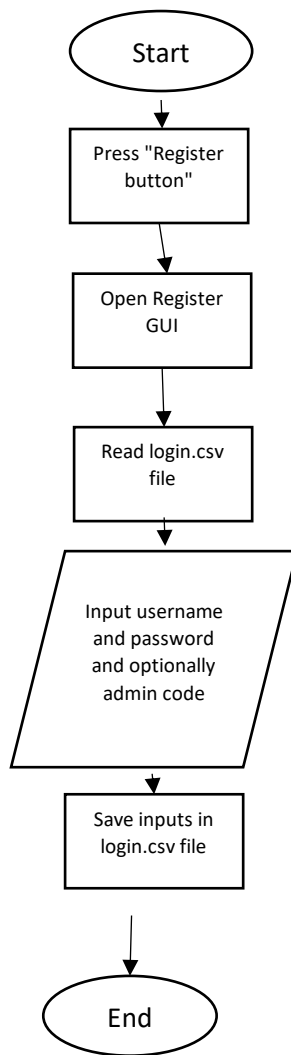 Start
Press "Register
button"
Open Register
GUI
Read login.csv
file
Input username
and password
and optionally
admin code
Save inputs in
login.csv file
End